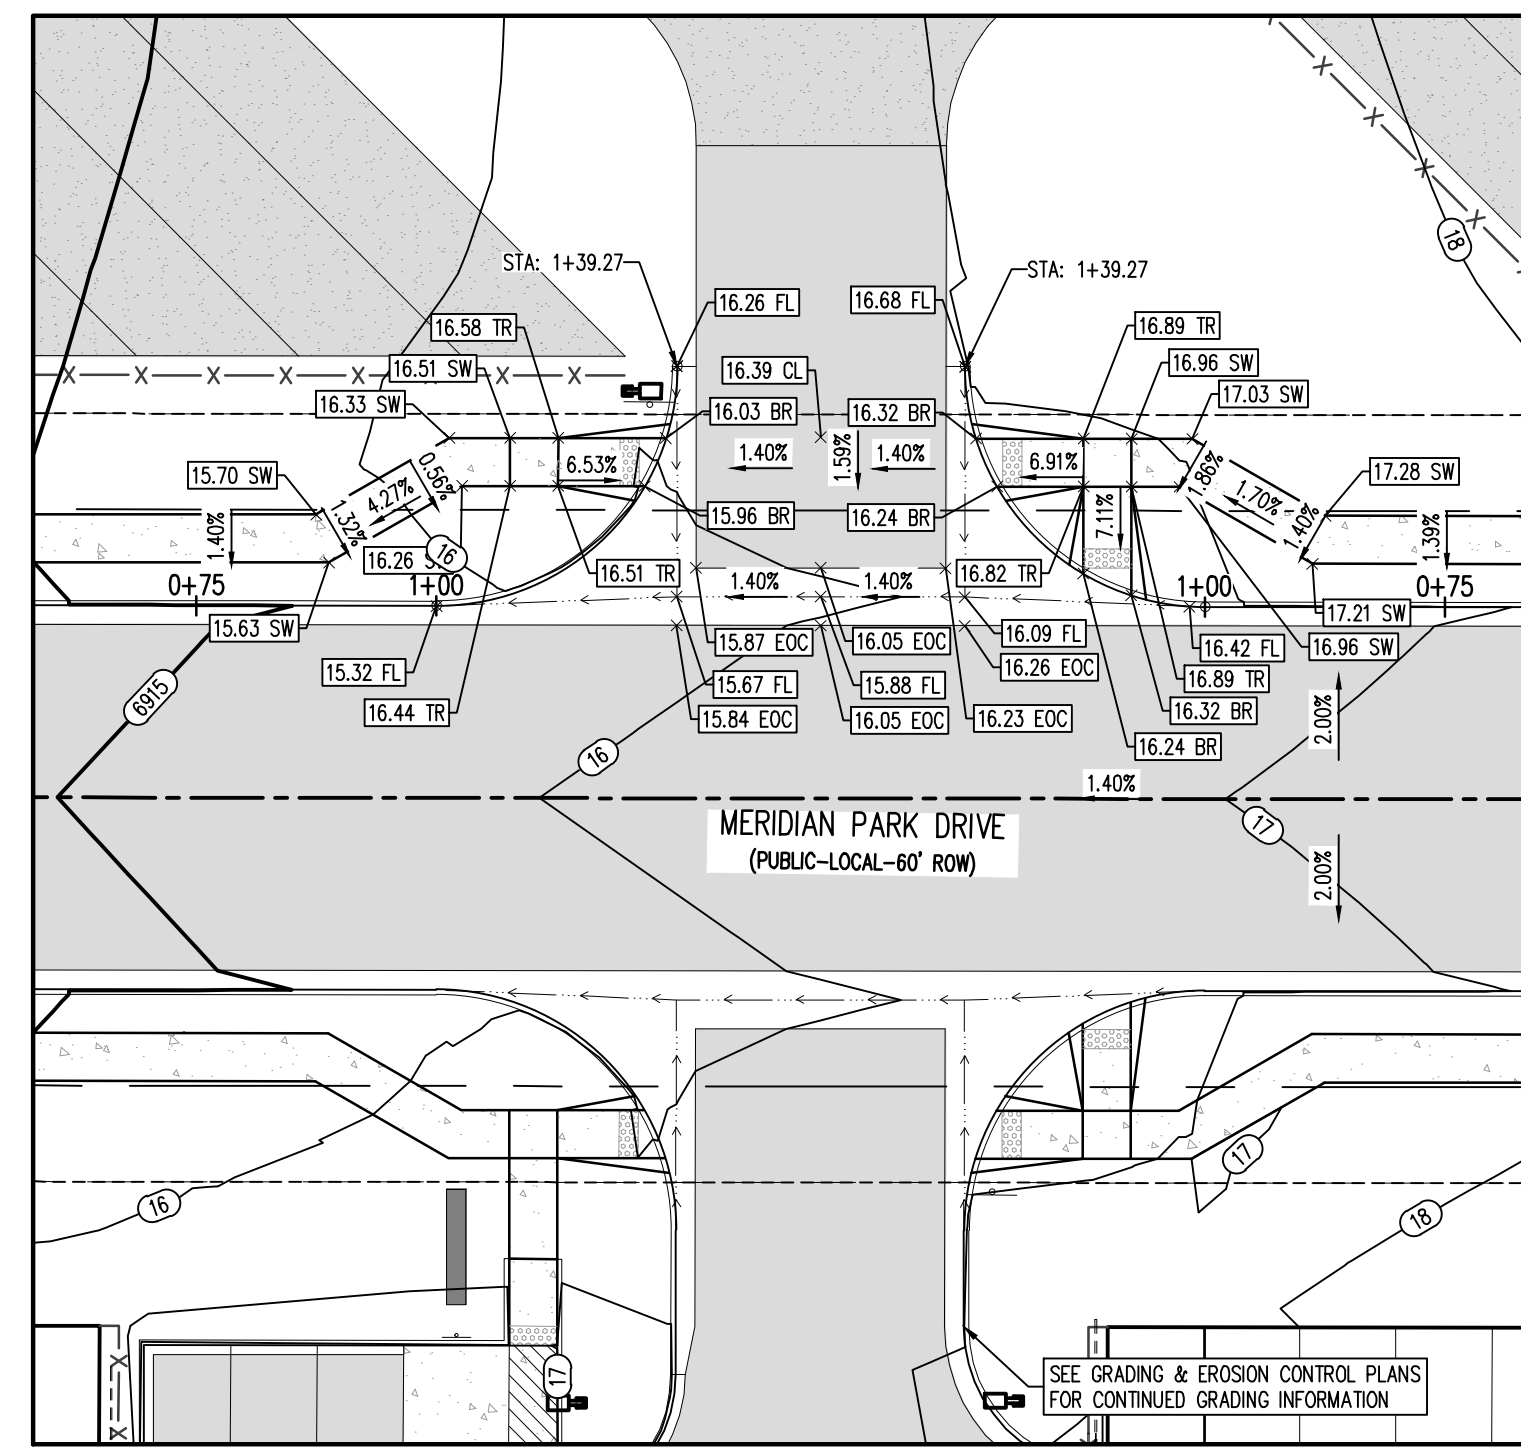 18
STA: 1+39.27
STA: 1+39.27
16.26 FL
16.68 FL
16.58 TR
16.89 TR
16.51 SW
16.39 CL
16.96 SW
16.33 SW
16.03 BR
16.32 BR
17.03 SW
1.40%
1.59%
1.40%
6.53%
6.91%
15.70 SW
0.56%
4.27%
1.32%
1.40%
1.86%
1.70%
1.40%
17.28 SW
1.39%
15.96 BR
16.24 BR
7.11%
16.26
16
16.51 TR
16.82 TR
0+75
1+00
1.40%
1.40%
1+00
0+75
15.63 SW
17.21 SW
15.87 EOC
16.05 EOC
16.09 FL
16.42 FL
16.96 SW
15.32 FL
16.26 EOC
6915
15.67 FL
15.88 FL
16.89 TR
16.44 TR
15.84 EOC
16.05 EOC
16.23 EOC
16.32 BR
2.00%
16.24 BR
16
1.40%
MERIDIAN PARK DRIVE
(PUBLIC-LOCAL-60' ROW)
17
2.00%
17
16
18
17
SEE GRADING & EROSION CONTROL PLANS
FOR CONTINUED GRADING INFORMATION